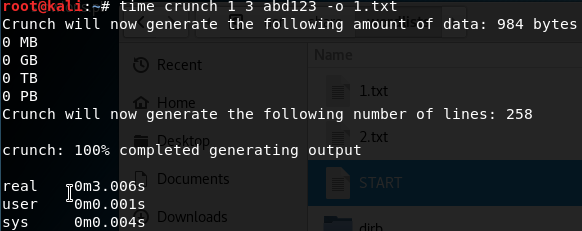 root@kali:~# time crunch 1 3 abd123 -o 1.txt
Crunch will now generate the following amount of data: 984 bytes
0 MB
0 GB
0 TB
0 PB
Crunch will now generate the following number of lines: 258
crunch: 100% completed generating output
real 0m3.006s
user 0m0.001s
sys 0m0.004s
Recent
Home
Desktop
Documents
Downloads
Name
1.txt
2.txt
START
dirb